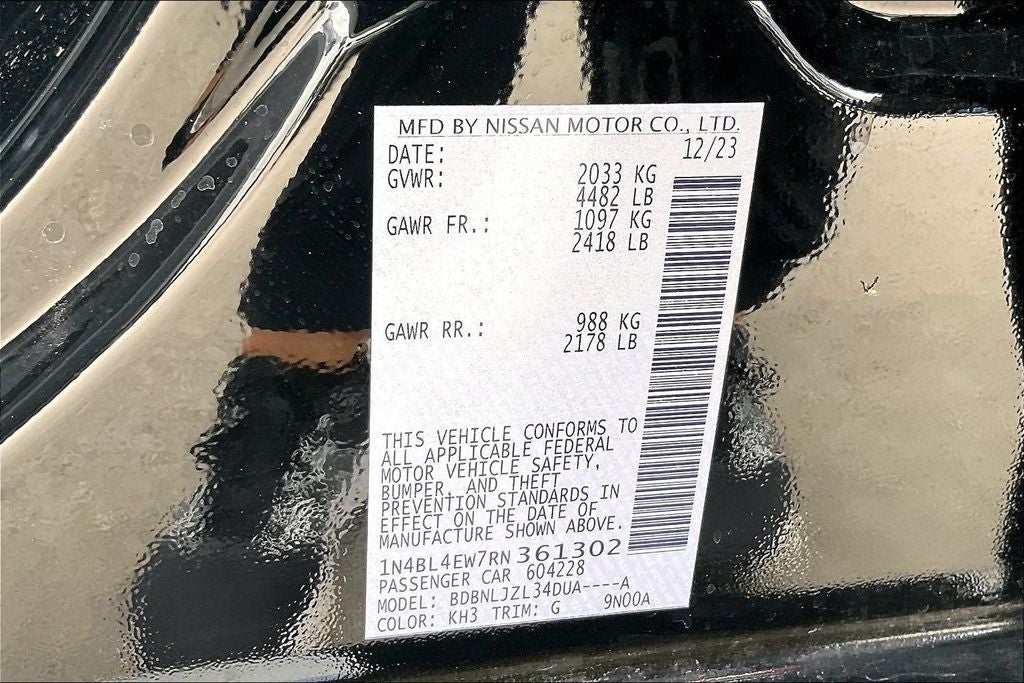 MFD BY NISSAN MOTOR CO., LTD.
DATE: 12/23
GVWR: 2033 KG
4482 LB
GAWR FR.: 1097 KG
2418 LB
GAWR RR.: 988 KG
2178 LB
THIS VEHICLE CONFORMS TO
ALL APPLICABLE FEDERAL
MOTOR VEHICLE SAFETY,
BUMPER, AND THEFT
PREVENTION STANDARDS IN
EFFECT ON THE DATE OF
MANUFACTURE SHOWN ABOVE.
1N4BL4EW7RN361302
PASSENGER CAR 604228
MODEL: BDBNLJZL34DUA----A
COLOR: KH3 TRIM: G 9N00A